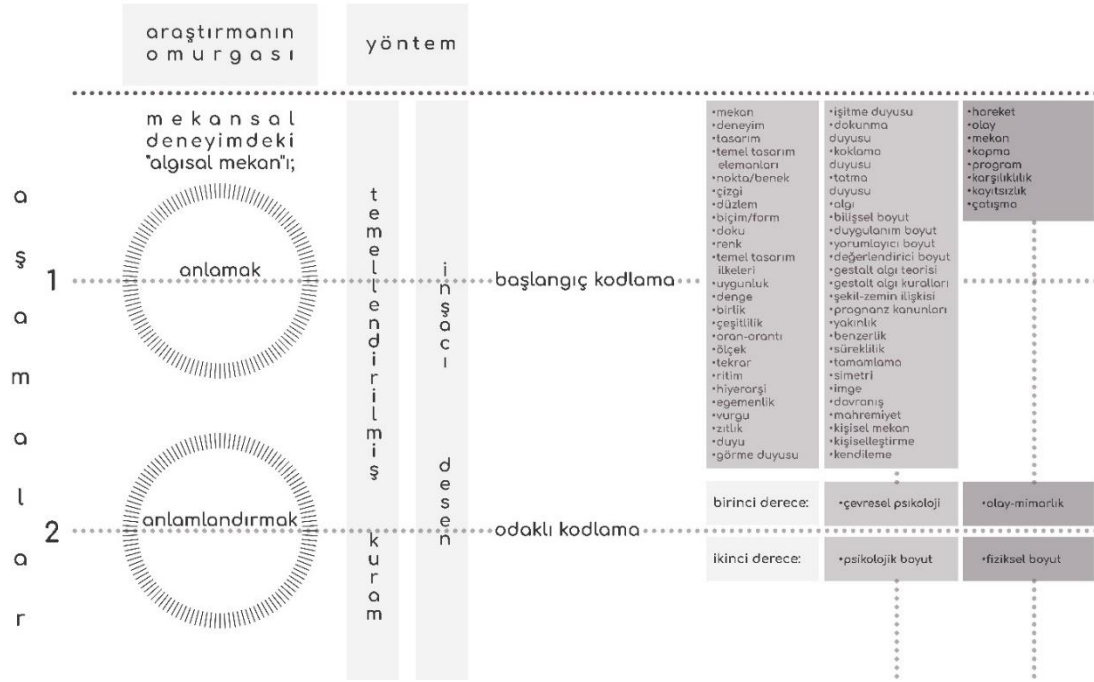 araştırmanın
omurgası
yöntem
mekansal
deneyimdeki
"algısal mekan"ı;
aşamalar
1
anlamak
2
anlamlandırmak
temellendirilmiş kuram
inşacı desen
başlangıç kodlama
•mekan
•deneyim
•tasarım
•temel tasarım
elemanları
•nokta/benek
•çizgi
•düzlem
•biçim/form
•doku
•renk
•temel tasarım
ilkeleri
•uygunluk
•denge
•birlik
•çeşitlilik
•oran-orantı
•ölçek
•tekrar
•ritim
•hiyerarşi
•egemenlik
•vurgu
•zıtlık
•duyu
•görme duyusu
•işitme duyusu
•dokunma
duyusu
•koklama
duyusu
•tatma
duyusu
•algı
•bilişsel boyut
•duygulanım boyut
•yorumlayıcı boyut
•değerlendirici boyut
•gestalt algı teorisi
•gestalt algı kuralları
•şekil-zemin ilişkisi
•pragnanz kanunları
•yakınlık
•benzerlik
•süreklilik
•tamamlama
•simetri
•imge
•davranış
•mahremiyet
•kişisel mekan
•kişiselleştirme
•kendileme
•hareket
•olay
•mekan
•kopma
•program
•karşılıklılık
•kayıtsızlık
•çatışma
odaklı kodlama
birinci derece:
•çevresel psikoloji
•olay-mimarlık
ikinci derece:
•psikolojik boyut
•fiziksel boyut